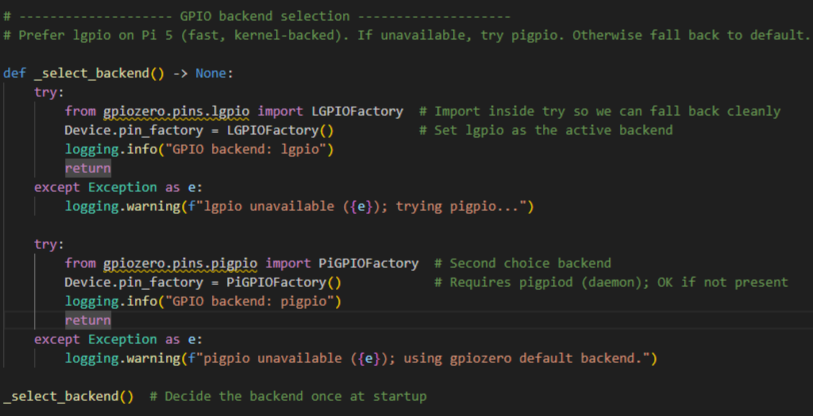 # -------------------- GPIO backend selection --------------------
# Prefer lgpio on Pi 5 (fast, kernel-backed). If unavailable, try pigpio. Otherwise fall back to default.
def _select_backend() -> None:
    try:
        from gpiozero.pins.lgpio import LGPIOFactory  # Import inside try so we can fall back cleanly
        Device.pin_factory = LGPIOFactory()           # Set lgpio as the active backend
        logging.info("GPIO backend: lgpio")
        return
    except Exception as e:
        logging.warning(f"lgpio unavailable ({e}); trying pigpio...")
    try:
        from gpiozero.pins.pigpio import PiGPIOFactory  # Second choice backend
        Device.pin_factory = PiGPIOFactory()            # Requires pigpiod (daemon); OK if not present
        logging.info("GPIO backend: pigpio")
        return
    except Exception as e:
        logging.warning(f"pigpio unavailable ({e}); using gpiozero default backend.")
_select_backend()  # Decide the backend once at startup